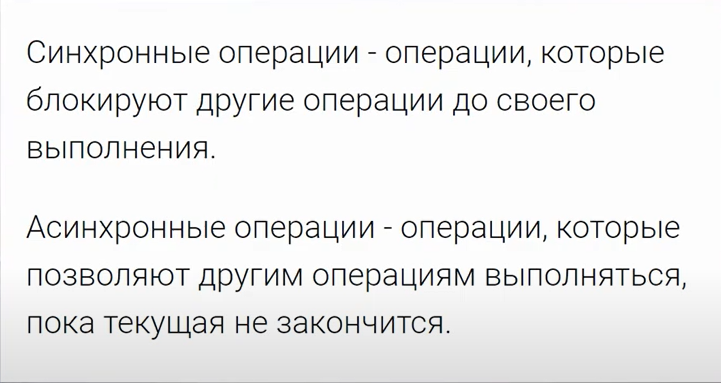 Синхронные операции - операции, которые
блокируют другие операции до своего
выполнения.
Асинхронные операции - операции, которые
позволяют другим операциям выполняться,
пока текущая не закончится.